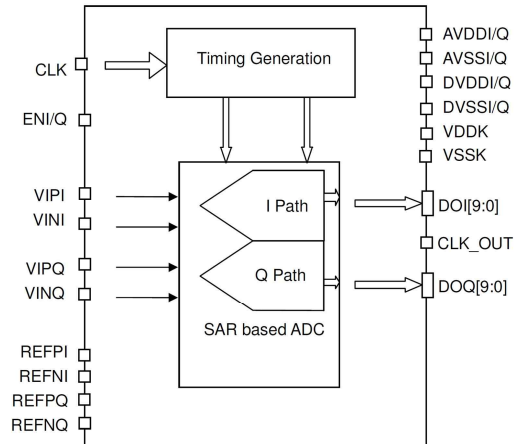 CLK
ENI/Q
VIPI
VINI
VIPQ
VINQ
REFPI
REFNI
REFPQ
REFNQ
Timing Generation
I Path
Q Path
SAR based ADC
AVDDI/Q
AVSSI/Q
DVDDI/Q
DVSSI/Q
VDDK
VSSK
DOI[9:0]
CLK_OUT
DOQ[9:0]